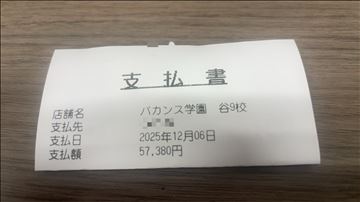 支払書
店舗名 バカンス学園 谷9校
支払先
支払日 2025年12月06日
支払額 57,380円